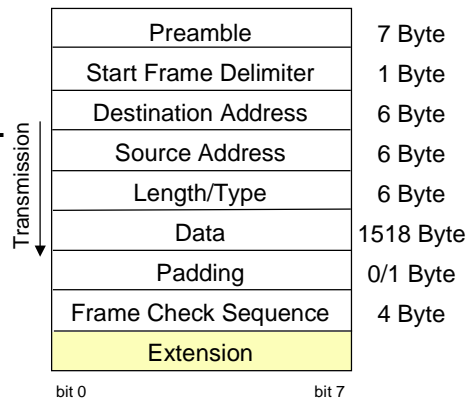 Preamble 7 Byte
Start Frame Delimiter 1 Byte
Destination Address 6 Byte
Source Address 6 Byte
Length/Type 6 Byte
Data 1518 Byte
Padding 0/1 Byte
Frame Check Sequence 4 Byte
Extension
bit 0 bit 7
Transmission